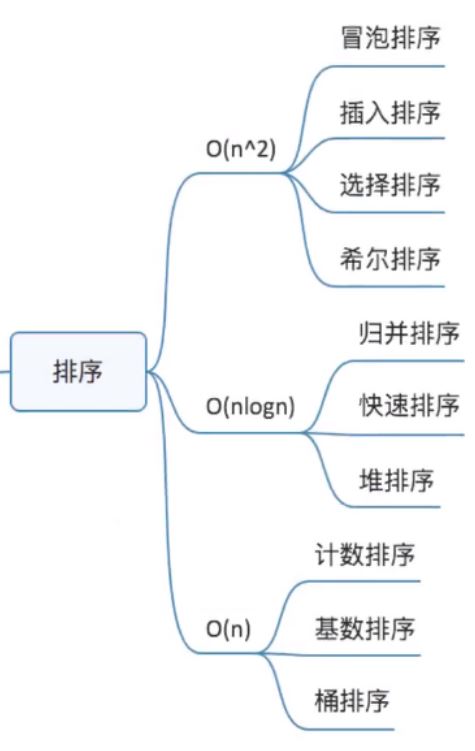 排序
O(n^2)
冒泡排序
插入排序
选择排序
希尔排序
O(nlogn)
归并排序
快速排序
堆排序
O(n)
计数排序
基数排序
桶排序